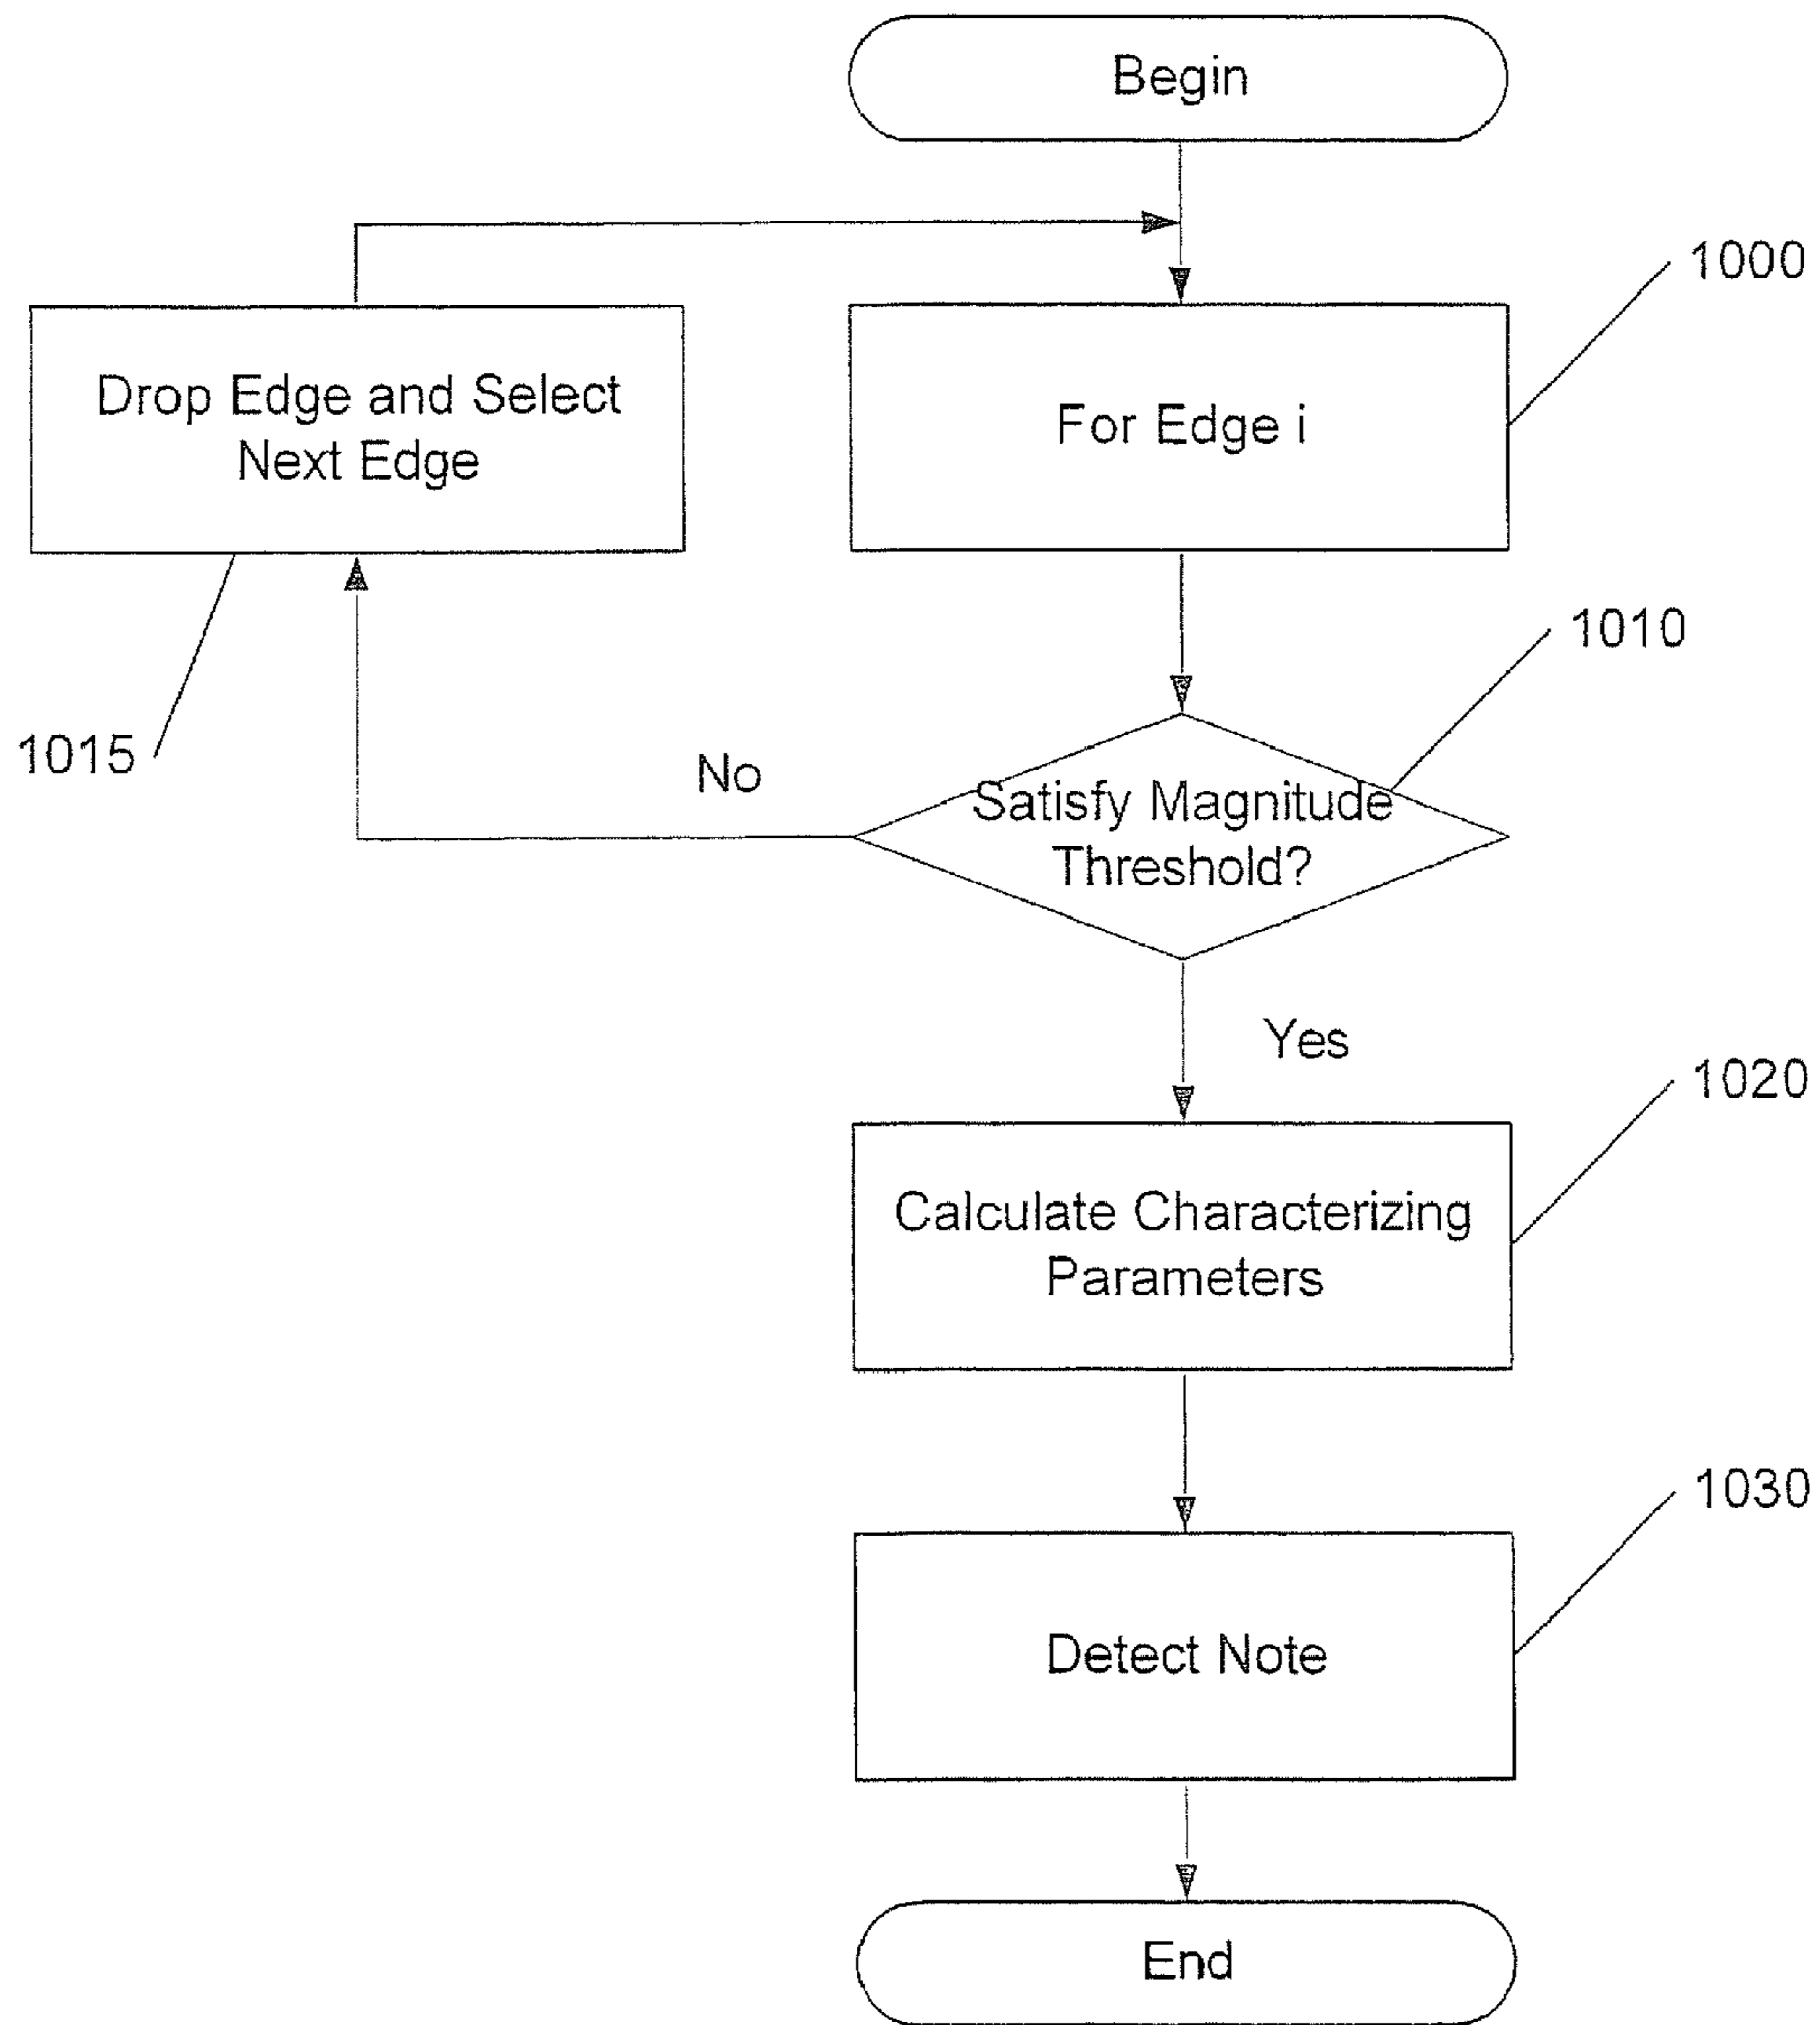 Begin
1000
Drop Edge and Select
Next Edge
For Edge i
1010
1015
No
Satisfy Magnitude
Threshold?
Yes
1020
Calculate Characterizing
Parameters
1030
Detect Note
End